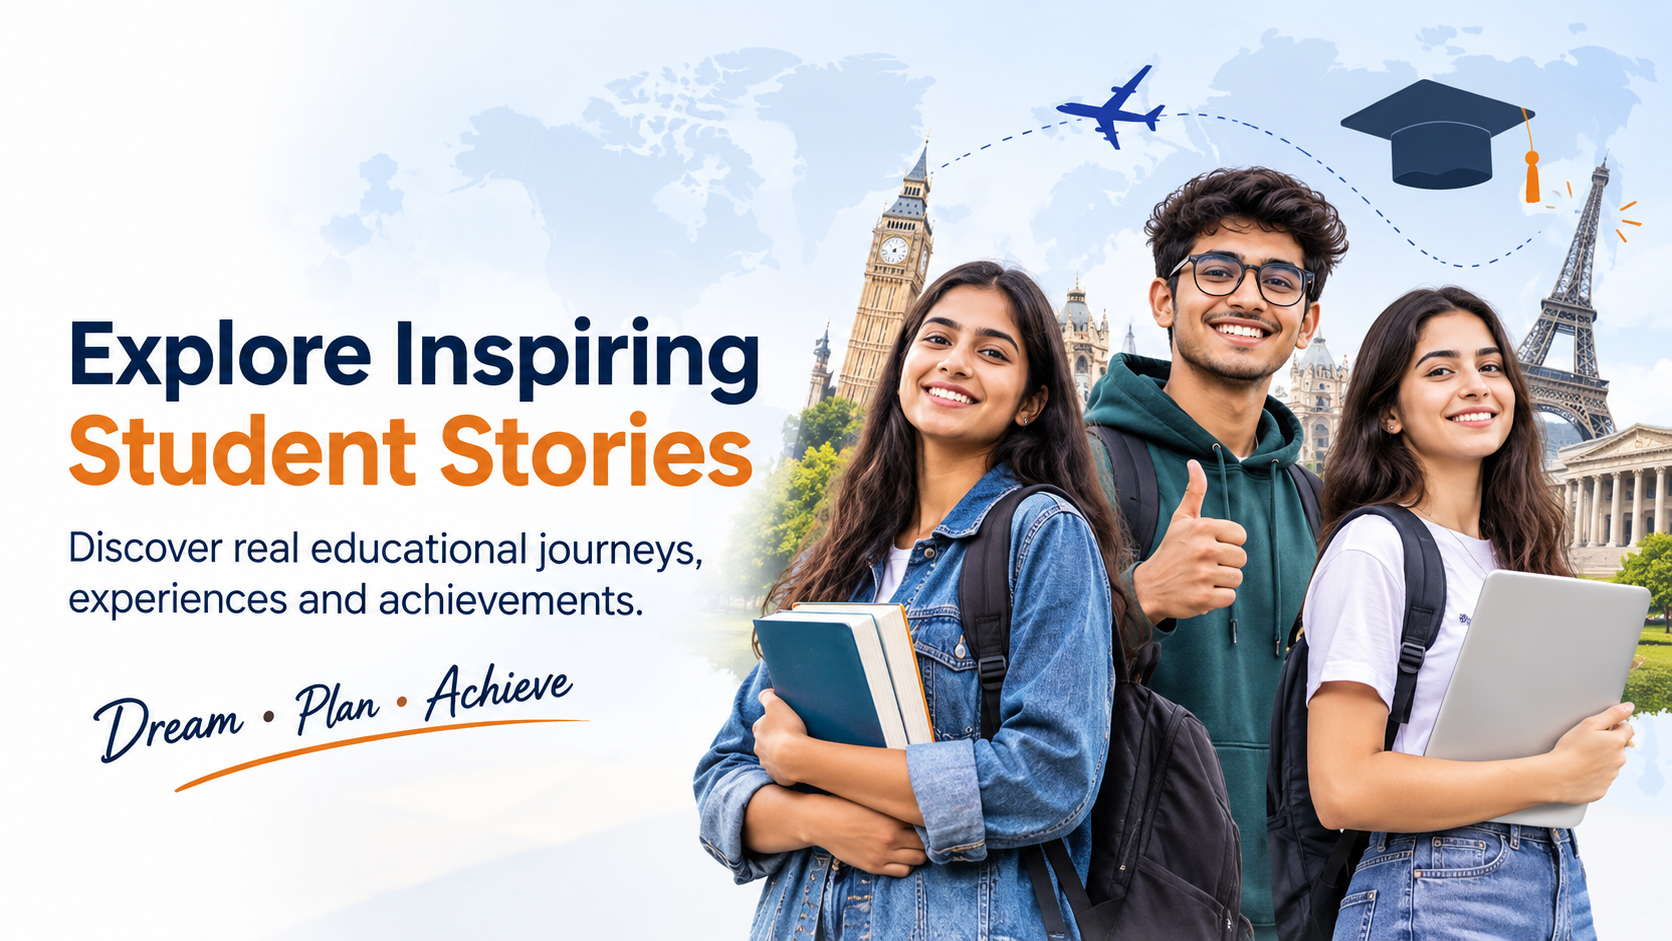 Explore Inspiring
Student Stories
Discover real educational journeys,
experiences and achievements.
Dream • Plan • Achieve